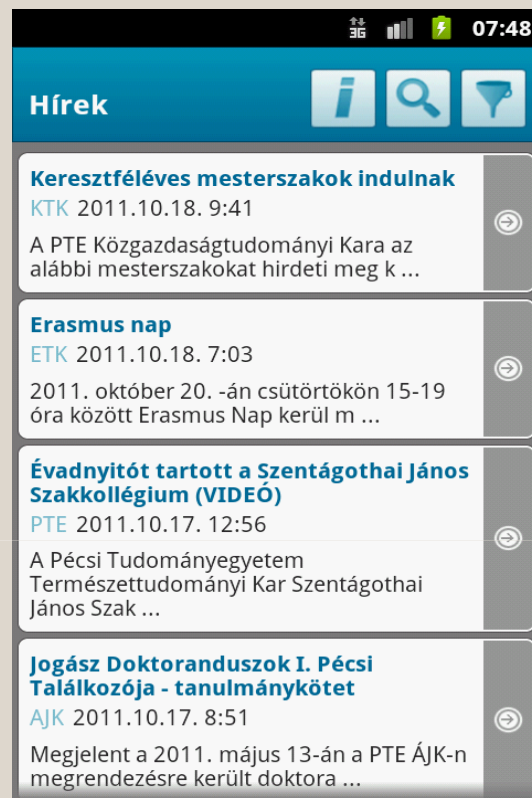 3G 07:48
Hírek
Keresztféléves mesterszakok indulnak
KTK 2011.10.18. 9:41
A PTE Közgazdaságtudományi Kara az
alábbi mesterszakokat hirdeti meg k ...
Erasmus nap
ETK 2011.10.18. 7:03
2011. október 20. -án csütörtökön 15-19
óra között Erasmus Nap kerül m ...
Évadnyitót tartott a Szentágothai János
Szakkollégium (VIDEÓ)
PTE 2011.10.17. 12:56
A Pécsi Tudományegyetem
Természettudományi Kar Szentágothai
János Szak ...
Jogász Doktoranduszok I. Pécsi
Találkozója - tanulmánykötet
AJK 2011.10.17. 8:51
Megjelent a 2011. május 13-án a PTE ÁJK-n
megrendezésre került doktora ...